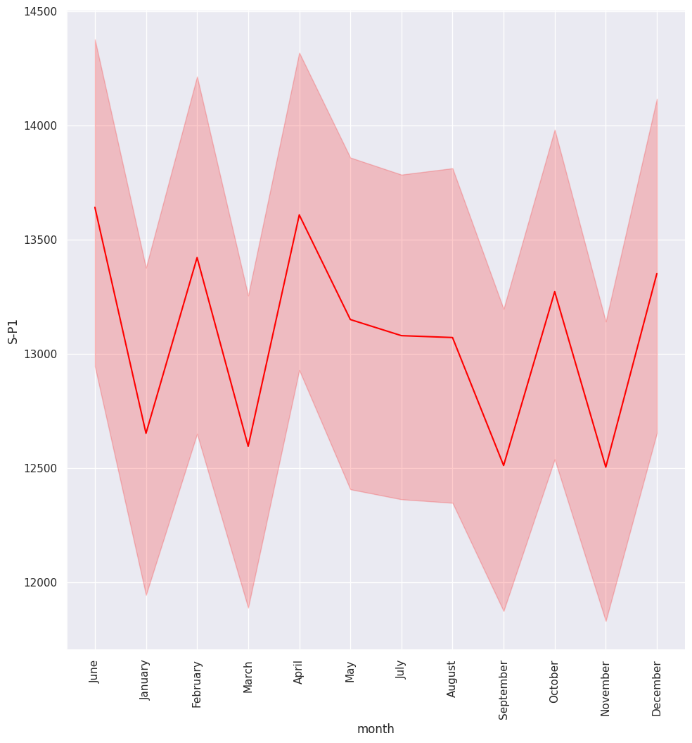 14500
14000
13500
13000
12500
12000
S-P1
June
January
February
March
April
May
July
August
September
October
November
December
month